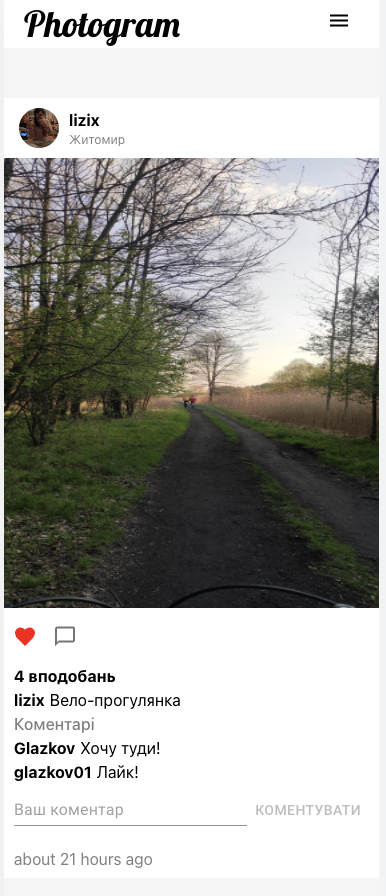 Photogram
lizix
Житомир
4 вподобань
lizix Вело-прогулянка
Коментарі
Glazkov Хочу туди!
glazkov01 Лайк!
Ваш коментар КОМЕНТУВАТИ
about 21 hours ago